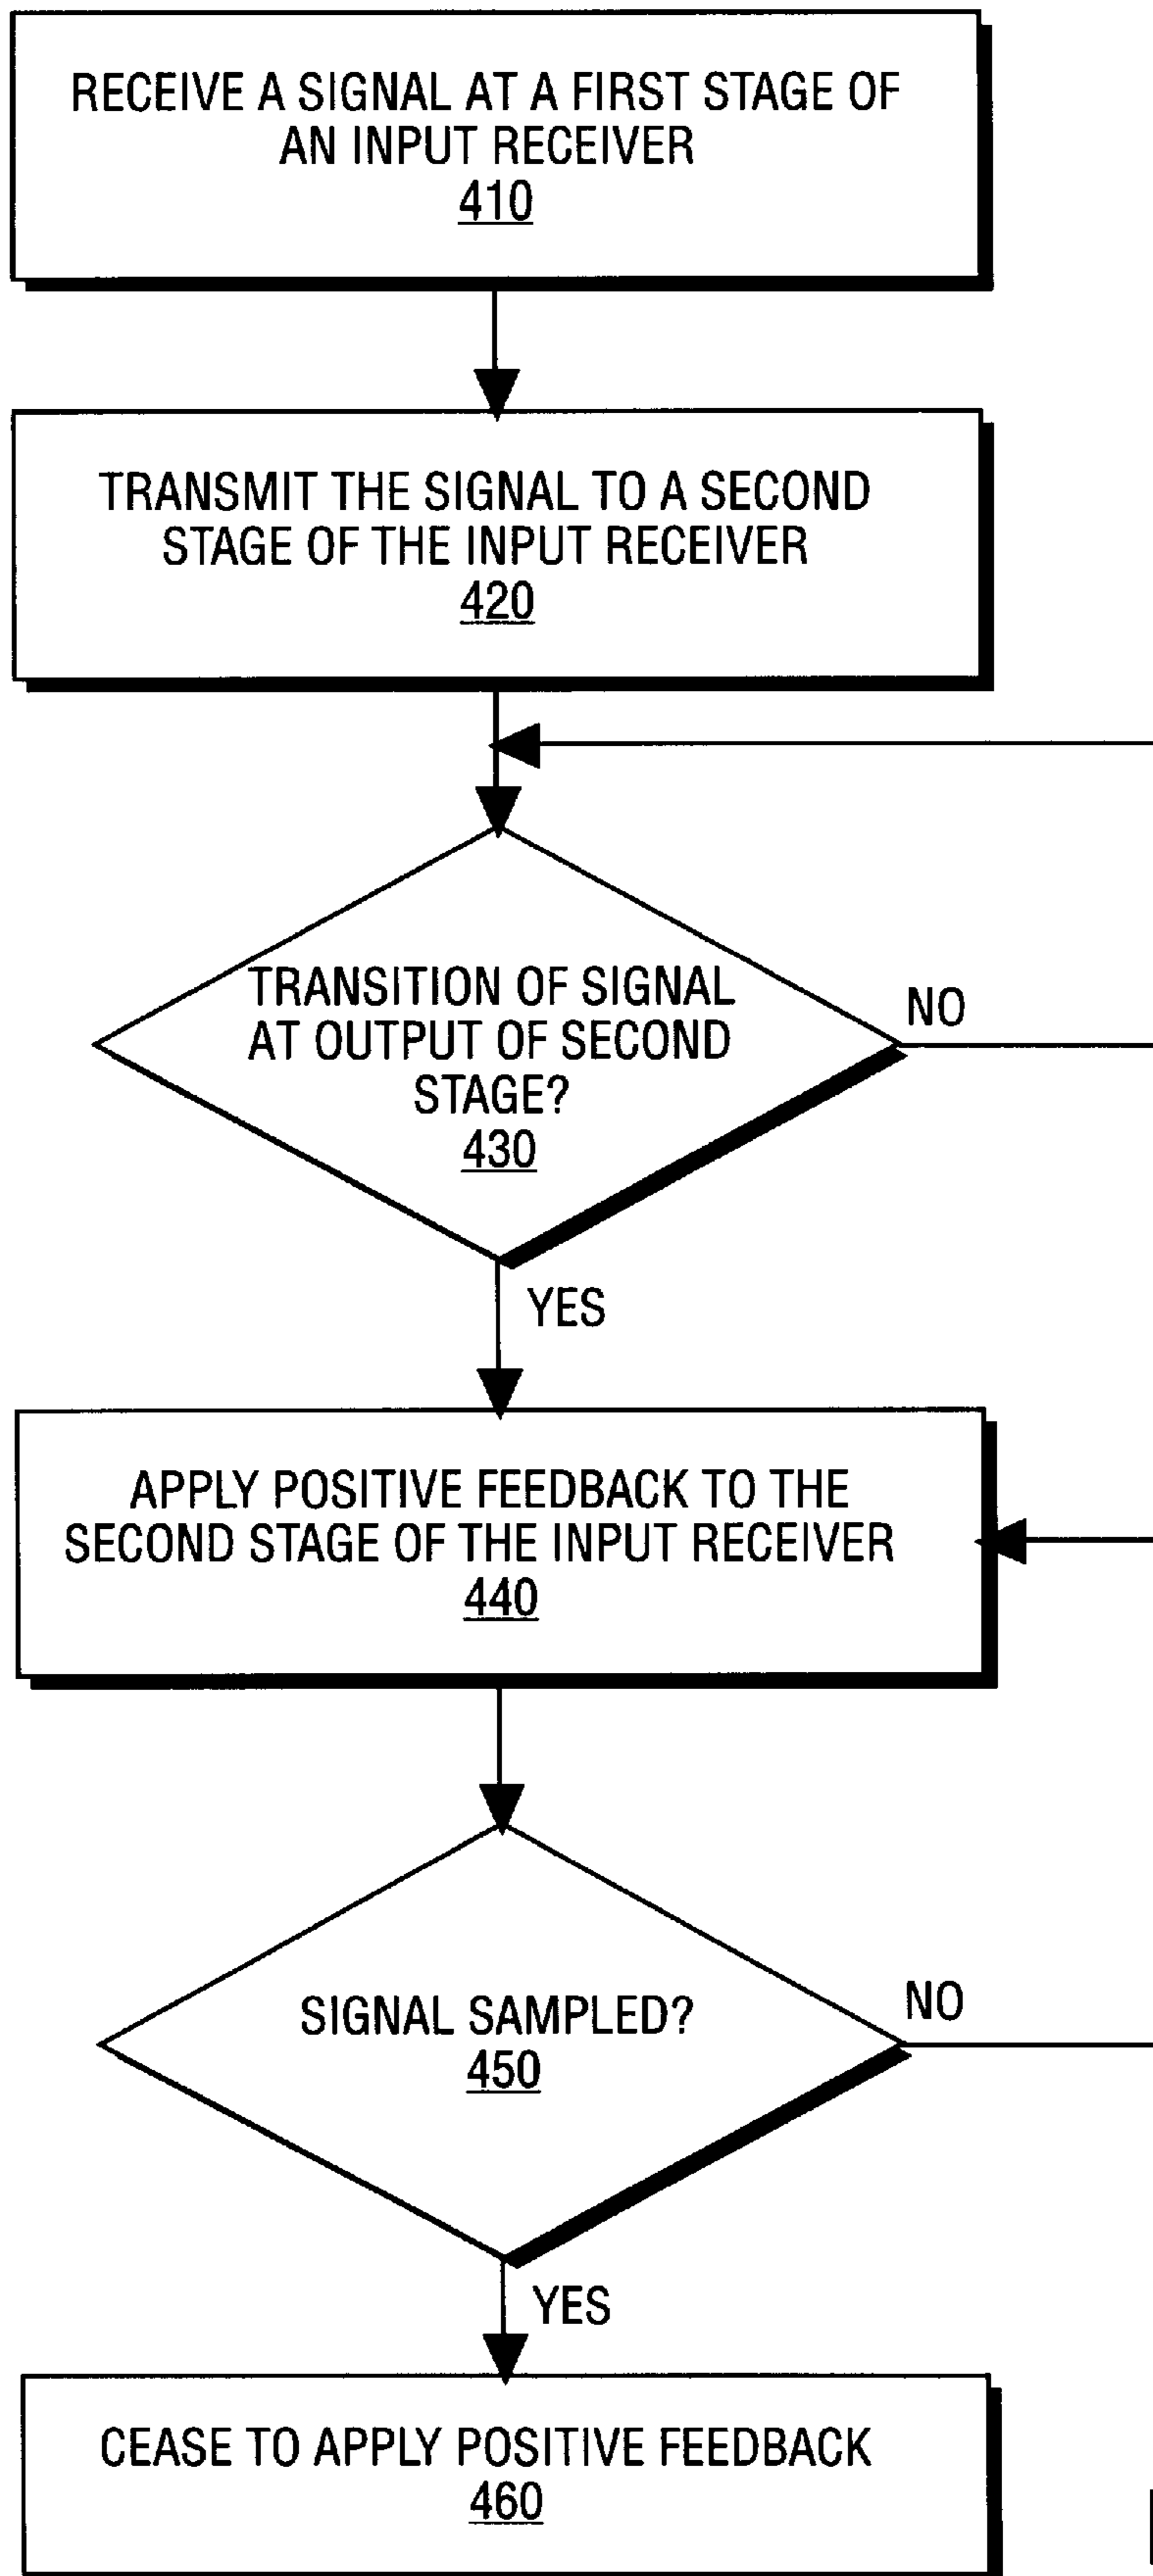 RECEIVE A SIGNAL AT A FIRST STAGE OF
AN INPUT RECEIVER
410
TRANSMIT THE SIGNAL TO A SECOND
STAGE OF THE INPUT RECEIVER
420
TRANSITION OF SIGNAL
AT OUTPUT OF SECOND
STAGE?
430
NO
YES
APPLY POSITIVE FEEDBACK TO THE
SECOND STAGE OF THE INPUT RECEIVER
440
SIGNAL SAMPLED?
450
NO
YES
CEASE TO APPLY POSITIVE FEEDBACK
460